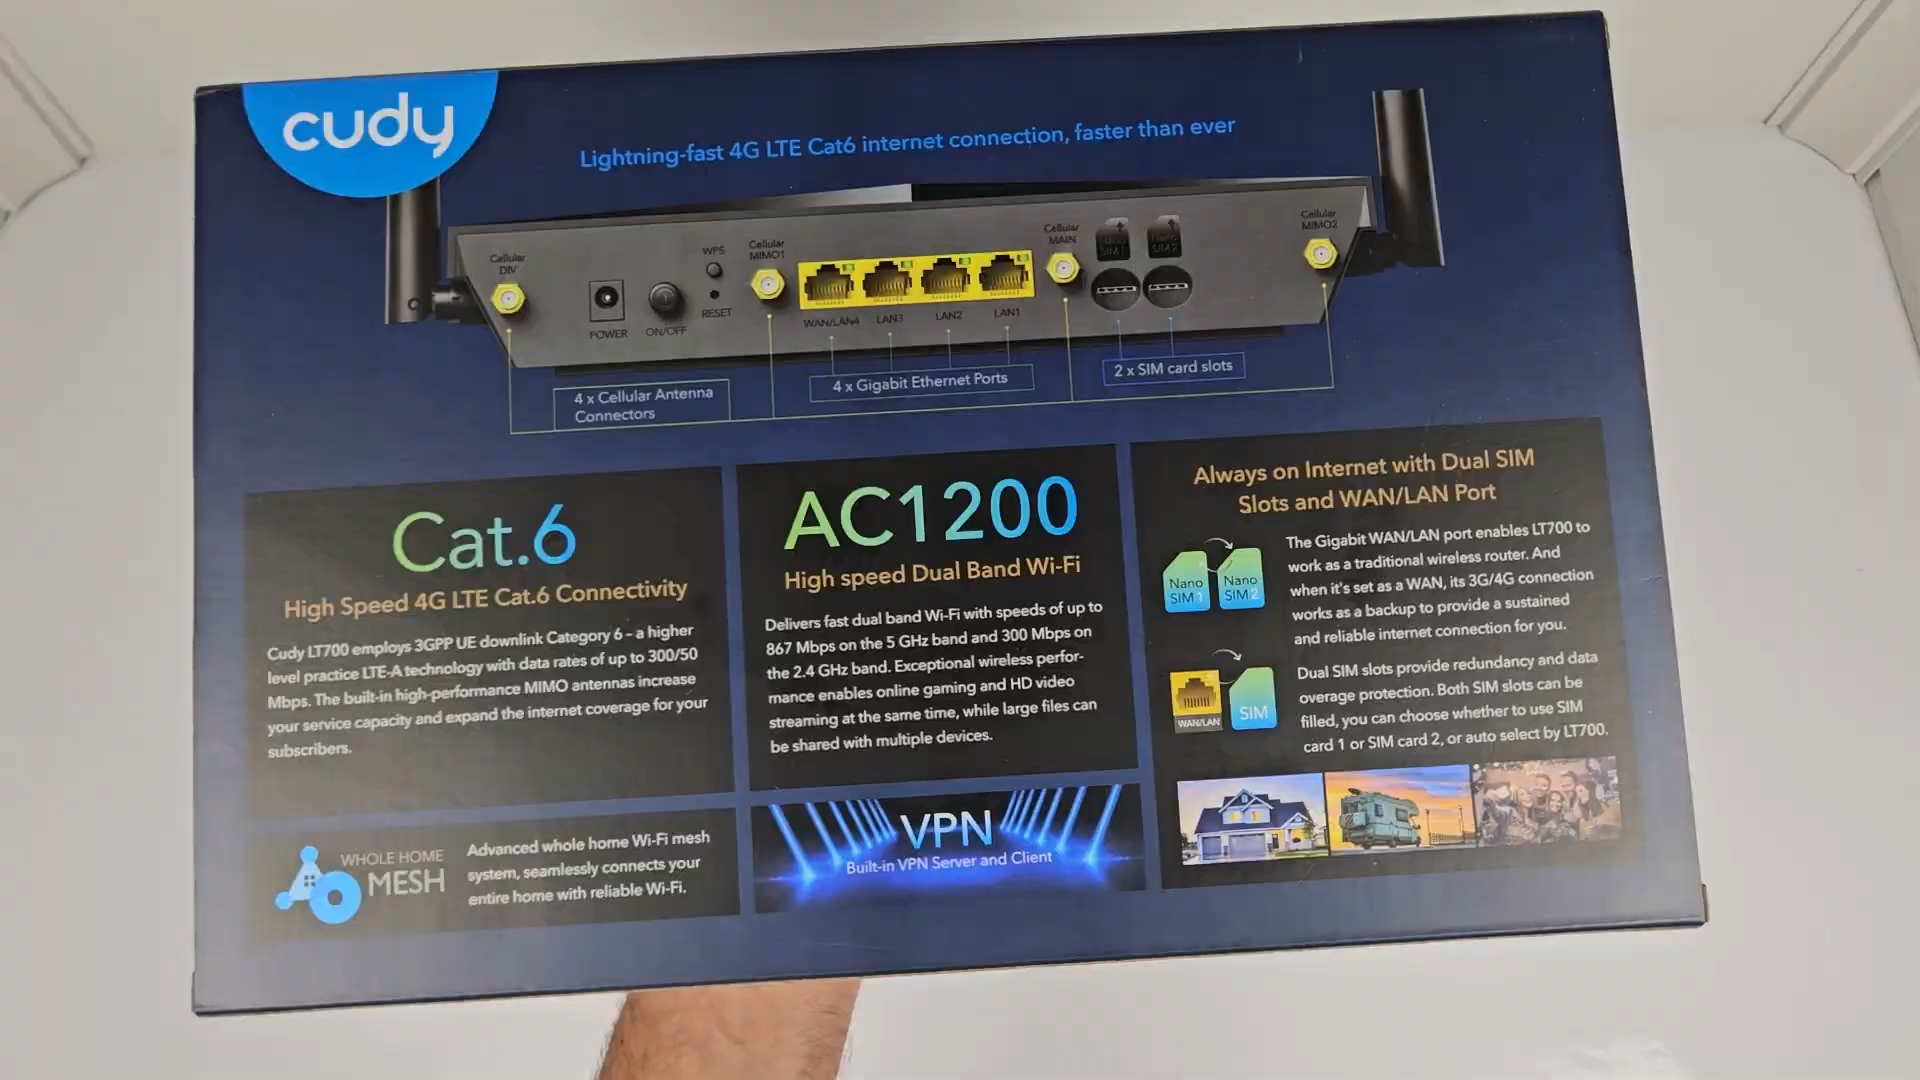 cudy
Lightning-fast 4G LTE Cat6 internet connection, faster than ever
Cellular
DIV
POWER
ON/OFF
WPS
RESET
Cellular
MIMO1
WAN/LAN4
LAN3
LAN2
LAN1
Cellular
MAIN
Nano
SIM 2
Cellular
MIMO2
4 x Cellular Antenna
Connectors
4 x Gigabit Ethernet Ports
2 x SIM card slots
Cat.6
High Speed 4G LTE Cat.6 Connectivity
Cudy LT700 employs 3GPP UE downlink Category 6 – a higher
level practice LTE-A technology with data rates of up to 300/50
Mbps. The built-in high-performance MIMO antennas increase
your service capacity and expand the internet coverage for your
subscribers.
AC1200
High speed Dual Band Wi-Fi
Delivers fast dual band Wi-Fi with speeds of up to
867 Mbps on the 5 GHz band and 300 Mbps on
the 2.4 GHz band. Exceptional wireless perfor-
mance enables online gaming and HD video
streaming at the same time, while large files can
be shared with multiple devices.
Always on Internet with Dual SIM
Slots and WAN/LAN Port
Nano
SIM 1
Nano
SIM 2
The Gigabit WAN/LAN port enables LT700 to
work as a traditional wireless router. And
when it's set as a WAN, its 3G/4G connection
works as a backup to provide a sustained
and reliable internet connection for you.
WAN/LAN
SIM
Dual SIM slots provide redundancy and data
overage protection. Both SIM slots can be
filled, you can choose whether to use SIM
card 1 or SIM card 2, or auto select by LT700.
WHOLE HOME
MESH
Advanced whole home Wi-Fi mesh
system, seamlessly connects your
entire home with reliable Wi-Fi.
VPN
Built-in VPN Server and Client